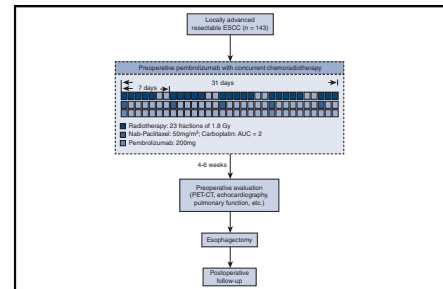 Locally advanced
resectable ESCC (n = 143)
Preoperative pembrolizumab with concurrent chemoradiotherapy
31 days
7 days
Radiotherapy: 23 fractions of 1.8 Gy
Nab-Paclitaxel: 50mg/m²; Carboplatin: AUC = 2
Pembrolizumab: 200mg
4-6 weeks
Preoperative evaluation
(PET-CT, echocardiography,
pulmonary function, etc.)
Esophagectomy
Postoperative
follow-up